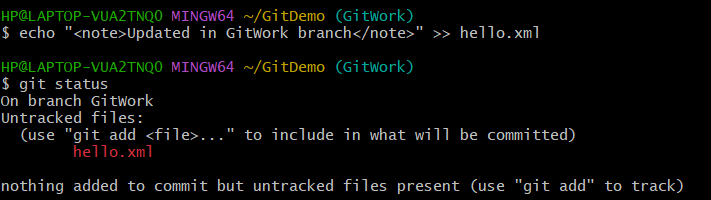 HP@LAPTOP-VUA2TNQO MINGW64 ~/GitDemo (GitWork)
$ echo "<note>Updated in GitWork branch</note>" >> hello.xml
HP@LAPTOP-VUA2TNQO MINGW64 ~/GitDemo (GitWork)
$ git status
On branch GitWork
Untracked files:
  (use "git add <file>..." to include in what will be committed)
        hello.xml
nothing added to commit but untracked files present (use "git add" to track)